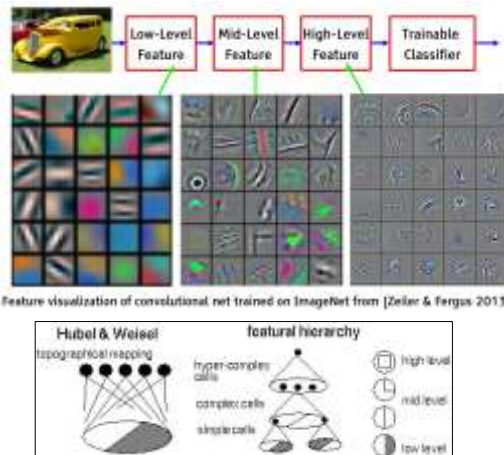 Low-Level
Feature
Mid-Level
Feature
High-Level
Feature
Trainable
Classifier
Feature visualization of convolutional net trained on ImageNet from [Zeiler & Fergus 2013
Hubel & Weisel
topographical mapping
featural hierarchy
hyper-complex
cells
complex cells
simple cells
high level
mid level
low level